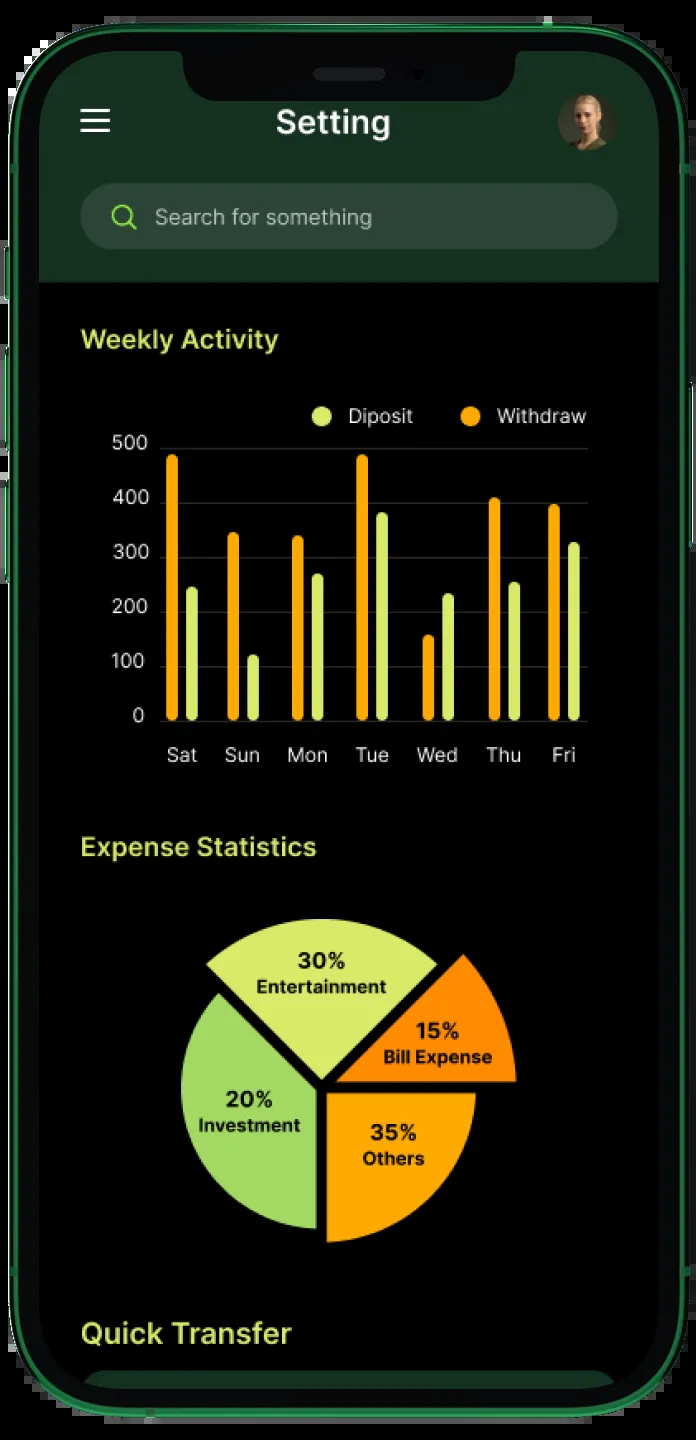 Setting
Search for something
Weekly Activity
Diposit Withdraw
500
400
300
200
100
0
Sat Sun Mon Tue Wed Thu Fri
Expense Statistics
30%
Entertainment
15%
Bill Expense
20%
Investment
35%
Others
Quick Transfer